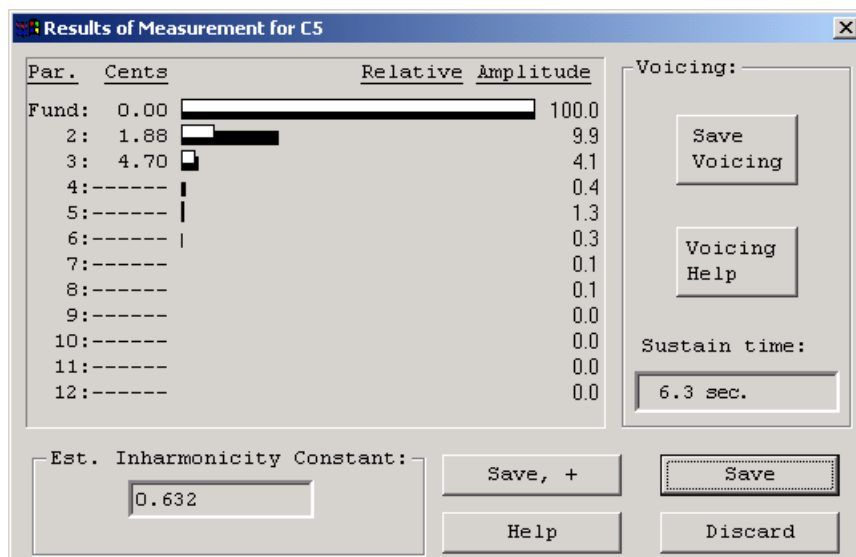 Results of Measurement for C5
Par. Cents Relative Amplitude
Fund: 0.00 100.0
2: 1.88 9.9
3: 4.70 4.1
4:------ 0.4
5:------ 1.3
6:------ 0.3
7:------ 0.1
8:------ 0.1
9:------ 0.0
10:------ 0.0
11:------ 0.0
12:------ 0.0
Voicing:
Save
Voicing
Voicing
Help
Sustain time:
6.3 sec.
Est. Inharmonicity Constant:
0.632
Save, +
Save
Help
Discard